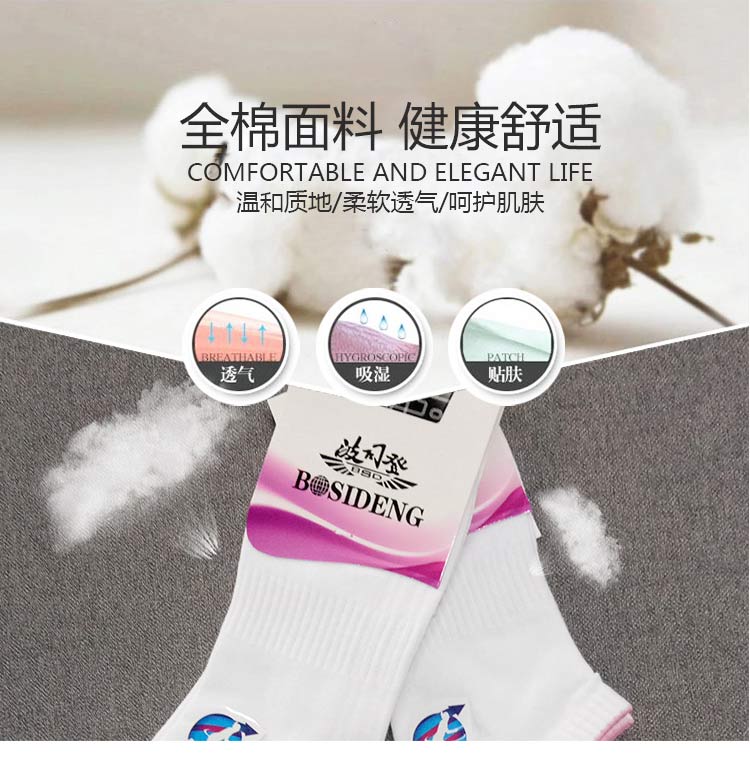 全棉面料 健康舒适
COMFORTABLE AND ELEGANT LIFE
温和质地/柔软透气/呵护肌肤
BREATHABLE
透气
HYGROSCOPIC
吸湿
PATCH
贴肤
波司登
BSD
BOSIDENG